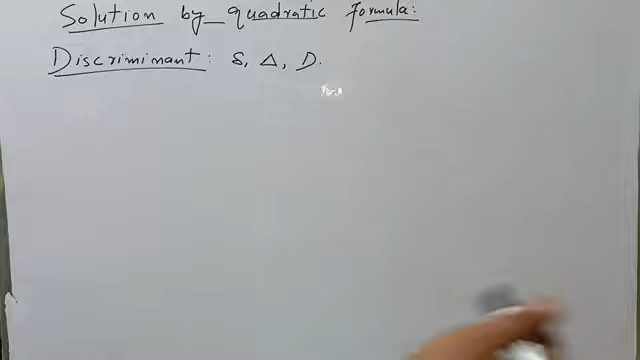 Solution by quadratic formula:
Discriminant: δ, Δ, D.